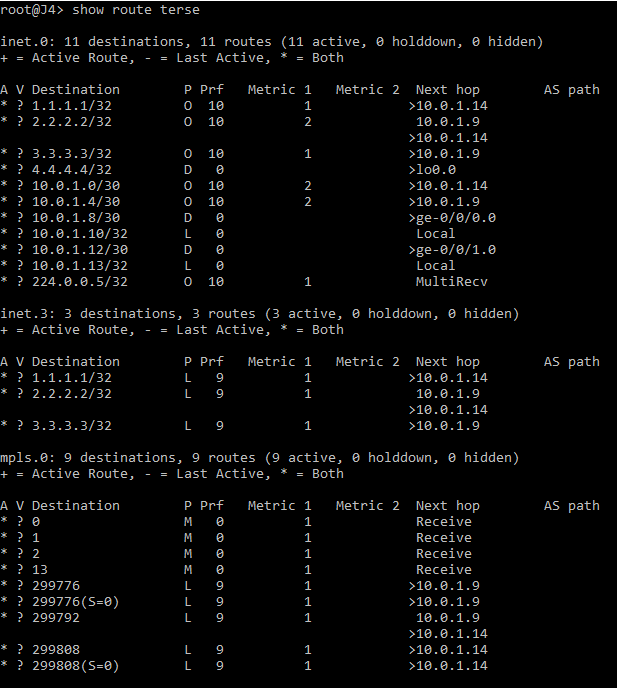 root@J4> show route terse
inet.0: 11 destinations, 11 routes (11 active, 0 holddown, 0 hidden)
+ = Active Route, - = Last Active, * = Both
A V Destination        P Prf   Metric 1   Metric 2  Next hop        AS path
* ? 1.1.1.1/32         O  10          1            >10.0.1.14
* ? 2.2.2.2/32         O  10          2             10.0.1.9
                                                   >10.0.1.14
* ? 3.3.3.3/32         O  10          1            >10.0.1.9
* ? 4.4.4.4/32         D   0                       >lo0.0
* ? 10.0.1.0/30        O  10          2            >10.0.1.14
* ? 10.0.1.4/30        O  10          2            >10.0.1.9
* ? 10.0.1.8/30        D   0                       >ge-0/0/0.0
* ? 10.0.1.10/32       L   0                        Local
* ? 10.0.1.12/30       D   0                       >ge-0/0/1.0
* ? 10.0.1.13/32       L   0                        Local
* ? 224.0.0.5/32       O  10          1             MultiRecv
inet.3: 3 destinations, 3 routes (3 active, 0 holddown, 0 hidden)
+ = Active Route, - = Last Active, * = Both
A V Destination        P Prf   Metric 1   Metric 2  Next hop        AS path
* ? 1.1.1.1/32         L   9          1            >10.0.1.14
* ? 2.2.2.2/32         L   9          1             10.0.1.9
                                                   >10.0.1.14
* ? 3.3.3.3/32         L   9          1            >10.0.1.9
mpls.0: 9 destinations, 9 routes (9 active, 0 holddown, 0 hidden)
+ = Active Route, - = Last Active, * = Both
A V Destination        P Prf   Metric 1   Metric 2  Next hop        AS path
* ? 0                  M   0          1             Receive
* ? 1                  M   0          1             Receive
* ? 2                  M   0          1             Receive
* ? 13                 M   0          1             Receive
* ? 299776             L   9          1            >10.0.1.9
* ? 299776(S=0)        L   9          1            >10.0.1.9
* ? 299792             L   9          1             10.0.1.9
                                                   >10.0.1.14
* ? 299808             L   9          1            >10.0.1.14
* ? 299808(S=0)        L   9          1            >10.0.1.14